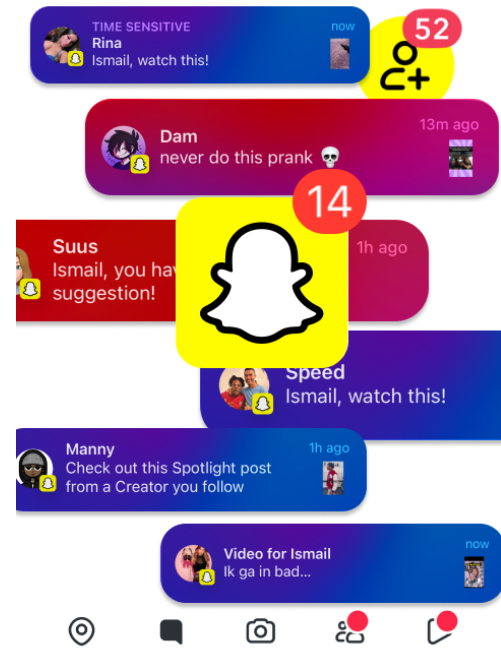 TIME SENSITIVE
now
Rina
Ismail, watch this!
52
Dam
13m ago
never do this prank 💀
14
Suus
1h ago
Ismail, you hav
suggestion!
Speed
Ismail, watch this!
Manny
1h ago
Check out this Spotlight post
from a Creator you follow
Video for Ismail
now
Ik ga in bad...